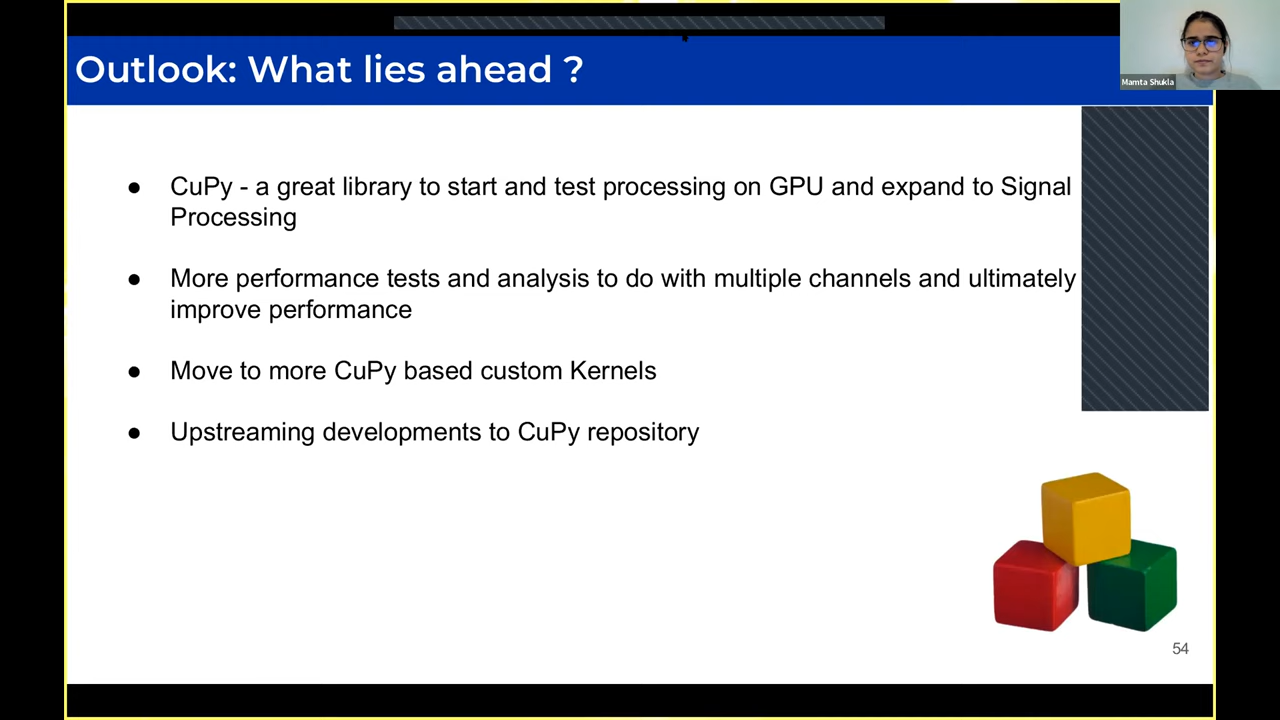 Outlook: What lies ahead ?
Mamta Shukla
● CuPy - a great library to start and test processing on GPU and expand to Signal
Processing
● More performance tests and analysis to do with multiple channels and ultimately
improve performance
● Move to more CuPy based custom Kernels
● Upstreaming developments to CuPy repository
54